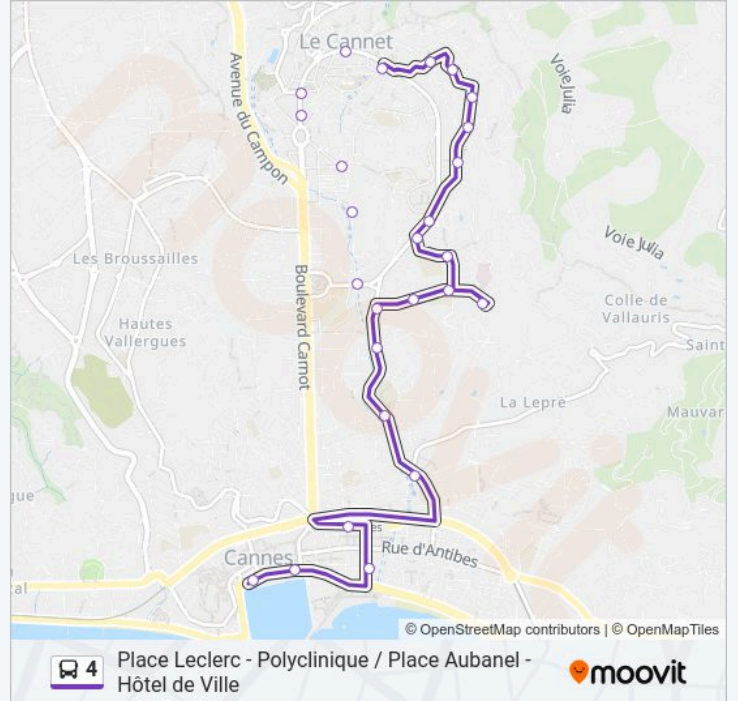 Le Cannet
Voie Julia
Avenue du Campon
Voie Julia
Les Broussailles
Boulevard Carnot
Colle de
Vallauris
Hautes
Vallergues
Saint
La Lepre
Mauvar
gue
es
Cannes
Rue d'Antibes
al
© OpenStreetMap contributors | © OpenMapTiles
4
Place Leclerc - Polyclinique / Place Aubanel -
Hôtel de Ville
moovit